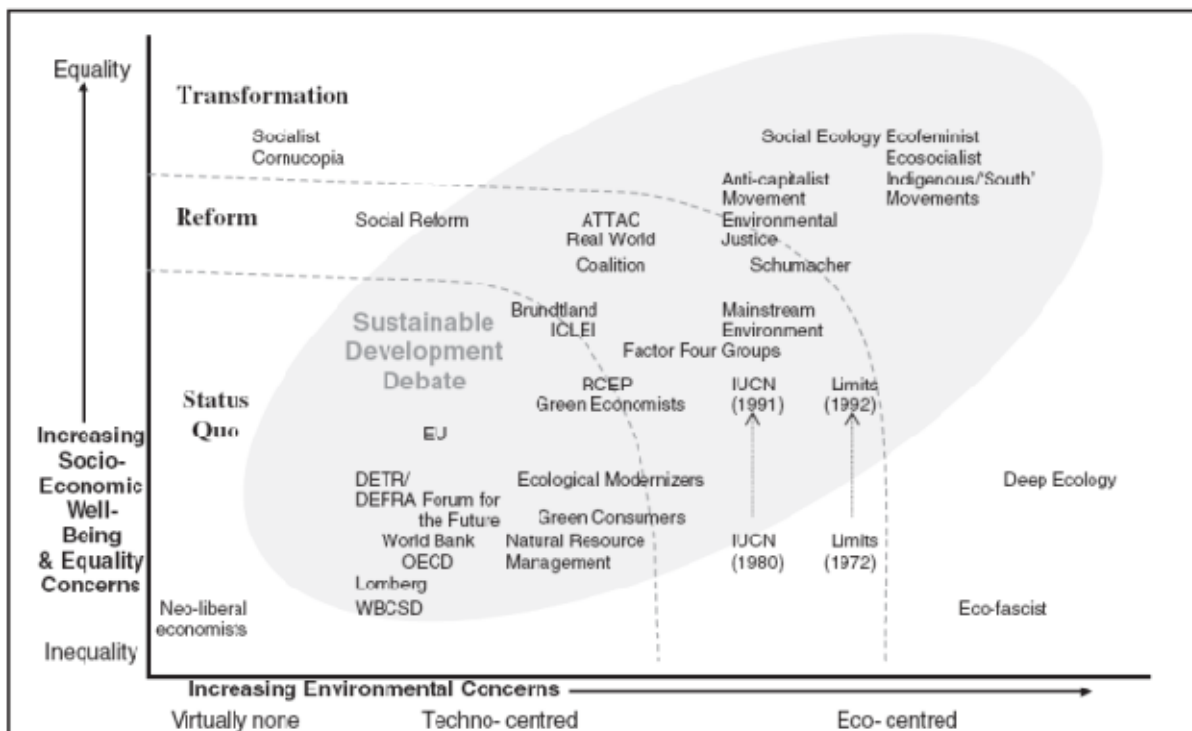 Equality
Transformation
Socialist
Cornucopia
Social Ecology Ecofeminist
Ecosocialist
Indigenous/'South'
Movements
Anti-capitalist
Movement
Environmental
Justice
Reform
Social Reform
ATTAC
Real World
Coalition
Schumacher
Brundtland
ICLEI
Mainstream
Environment
Sustainable
Development
Debate
Factor Four Groups
Status
Quo
RCEP
Green Economists
IUCN
(1991)
Limits
(1992)
EU
Increasing
Socio-
Economic
Well-
Being
& Equality
Concerns
DETR/
DEFRA Forum for
the Future
Ecological Modernizers
Deep Ecology
Green Consumers
World Bank
OECD
Natural Resource
Management
IUCN
(1980)
Limits
(1972)
Lomberg
WBCSD
Neo-liberal
economists
Eco-fascist
Inequality
Increasing Environmental Concerns
Virtually none
Techno- centred
Eco- centred